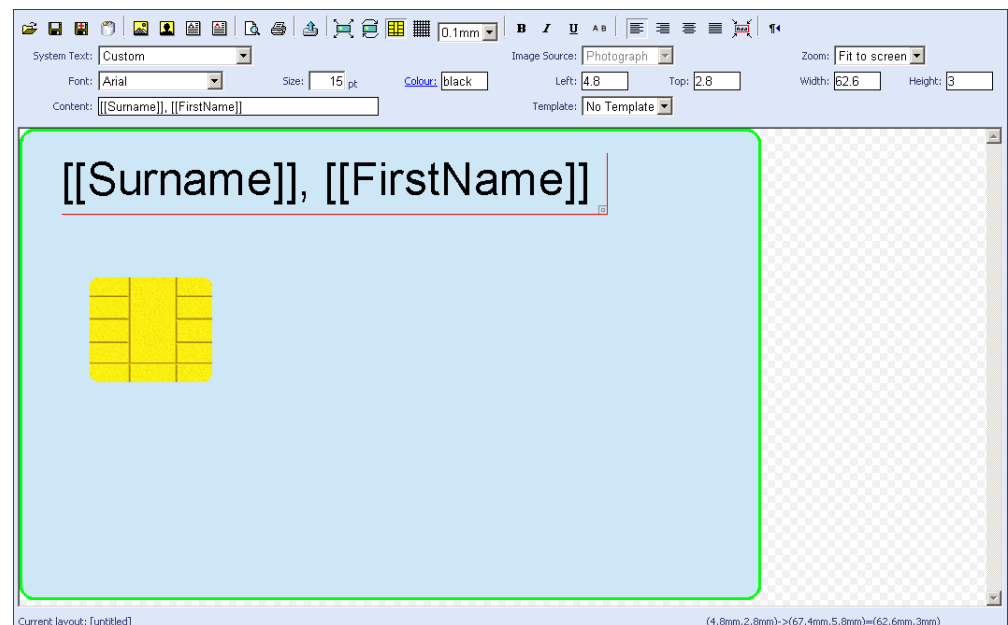 0.1mm B I U A B
System Text: Custom Image Source: Photograph Zoom: Fit to screen
Font: Arial Size: 15 pt Colour: black Left: 4.8 Top: 2.8 Width: 62.6 Height: 3
Content: [[Surname]], [[FirstName]] Template: No Template
[[Surname]], [[FirstName]]
Current layout: [untitled] (4.8mm,2.8mm)->(67.4mm,5.8mm)=(62.6mm,3mm)